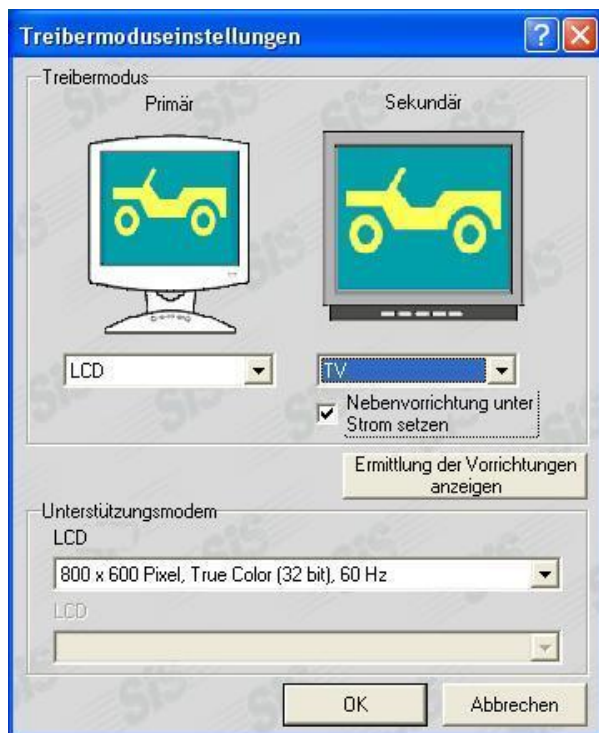 Treibermoduseinstellungen
Treibermodus
Primär
Sekundär
LCD
TV
Nebenvorrichtung unter
Strom setzen
Ermittlung der Vorrichtungen
anzeigen
Unterstützungsmodem
LCD
800 x 600 Pixel, True Color (32 bit), 60 Hz
LCD
OK
Abbrechen
SiS